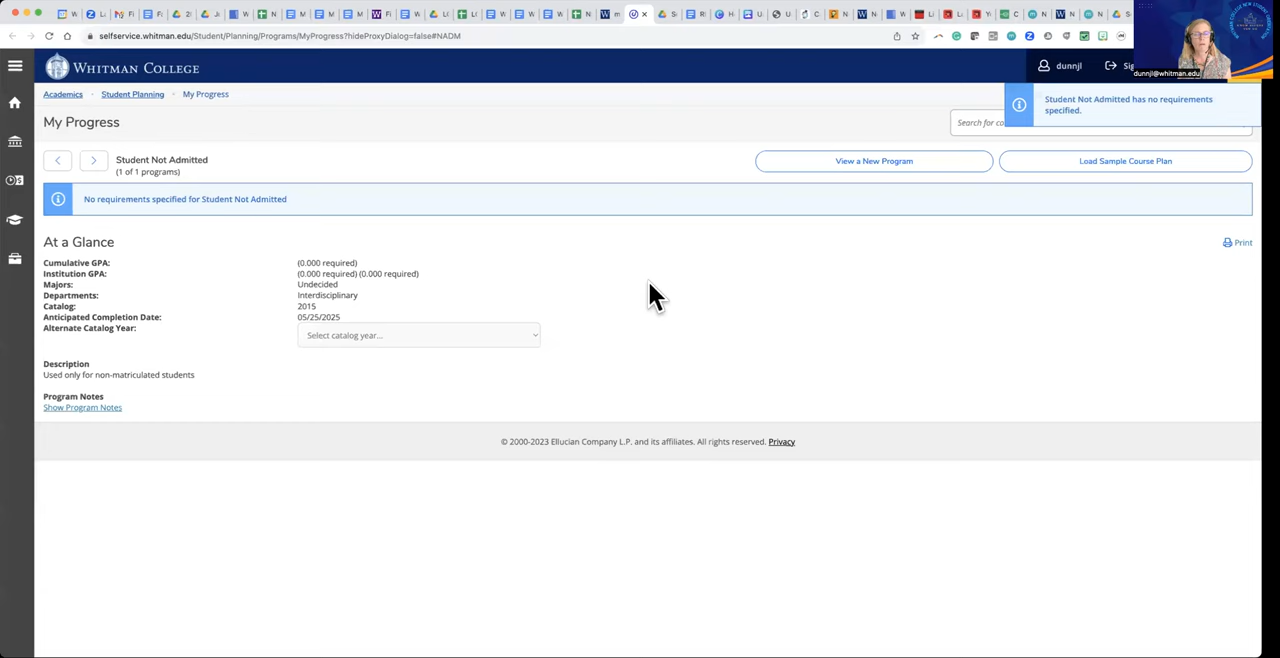 selfservice.whitman.edu/Student/Planning/Programs/MyProgress?hideProxyDialog=false#NADM
dunnjl@whitman.edu
WHITMAN COLLEGE
dunnjl
Sig
Academics Student Planning My Progress
Student Not Admitted has no requirements
specified.
My Progress
Search for co
Student Not Admitted
(1 of 1 programs)
View a New Program
Load Sample Course Plan
No requirements specified for Student Not Admitted
At a Glance
Print
Cumulative GPA: (0.000 required)
Institution GPA: (0.000 required) (0.000 required)
Majors: Undecided
Departments: Interdisciplinary
Catalog: 2015
Anticipated Completion Date: 05/25/2025
Alternate Catalog Year:
Select catalog year...
Description
Used only for non-matriculated students
Program Notes
Show Program Notes
© 2000-2023 Ellucian Company L.P. and its affiliates. All rights reserved. Privacy